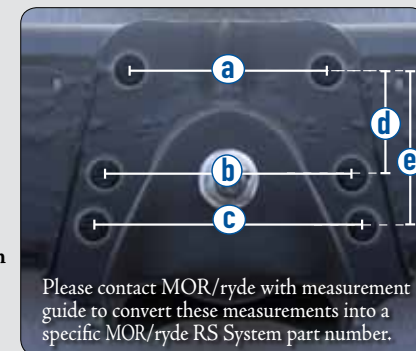 a
d
b
e
c
n
Please contact MOR/ryde with measurement
guide to convert these measurements into a
specific MOR/ryde RS System part number.